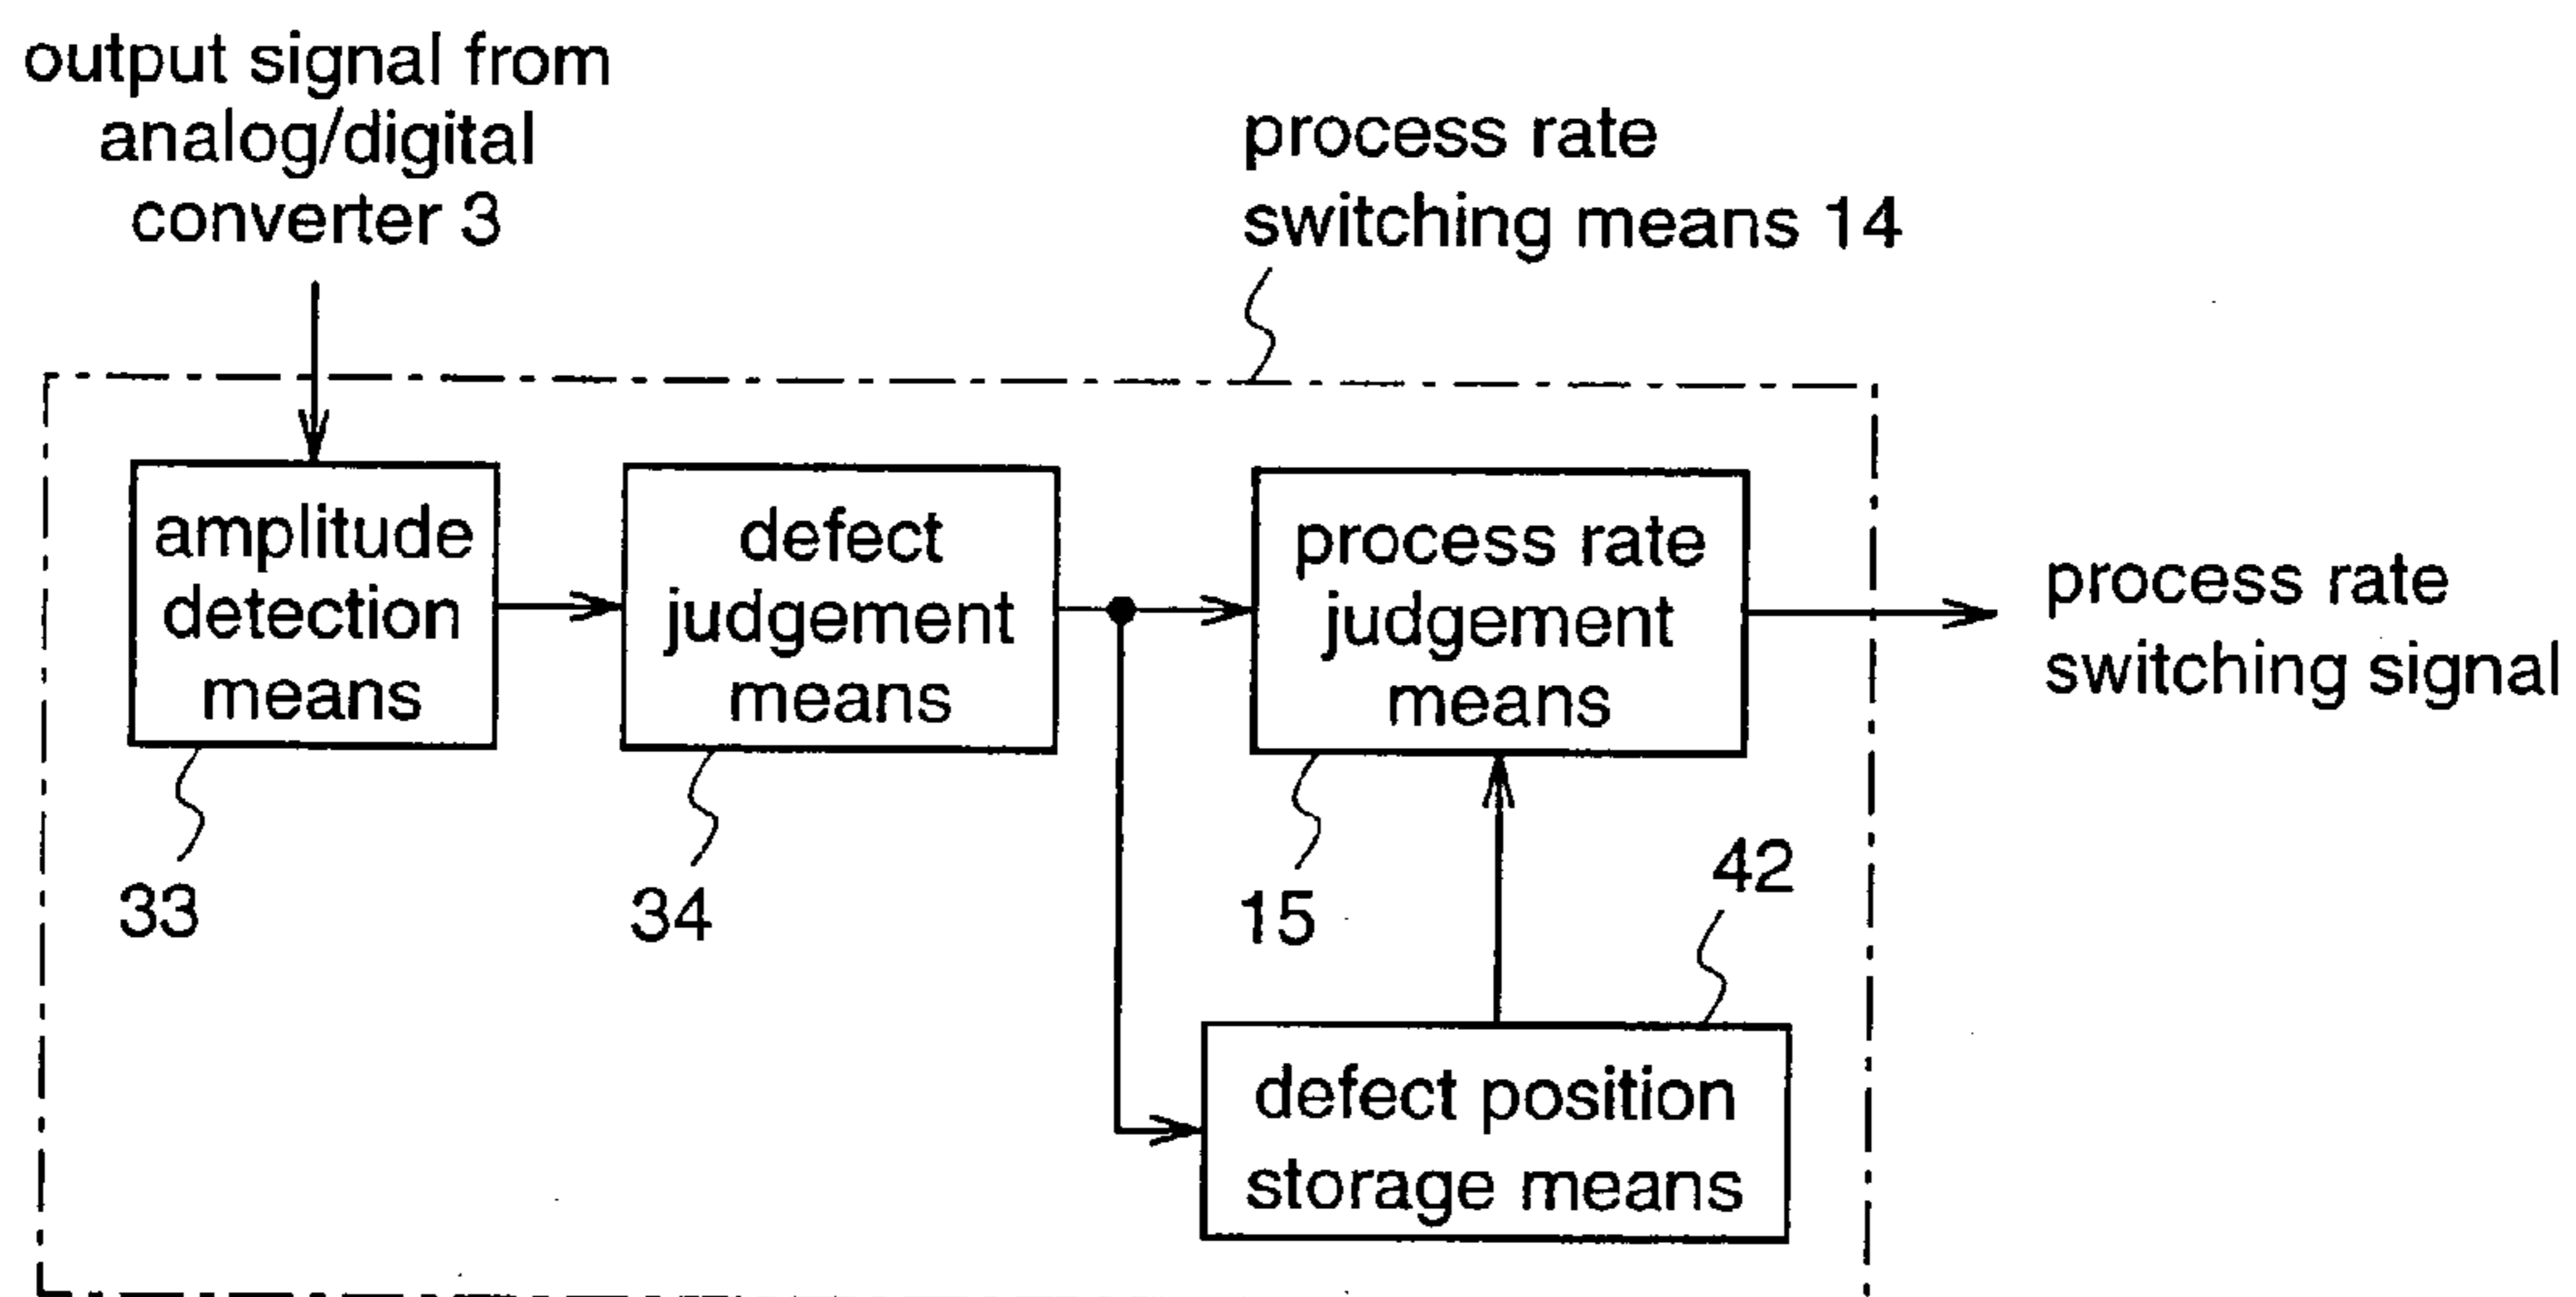 output signal from
analog/digital
converter 3
process rate
switching means 14
amplitude
detection
means
defect
judgement
means
process rate
judgement
means
process rate
switching signal
33
34
15
42
defect position
storage means